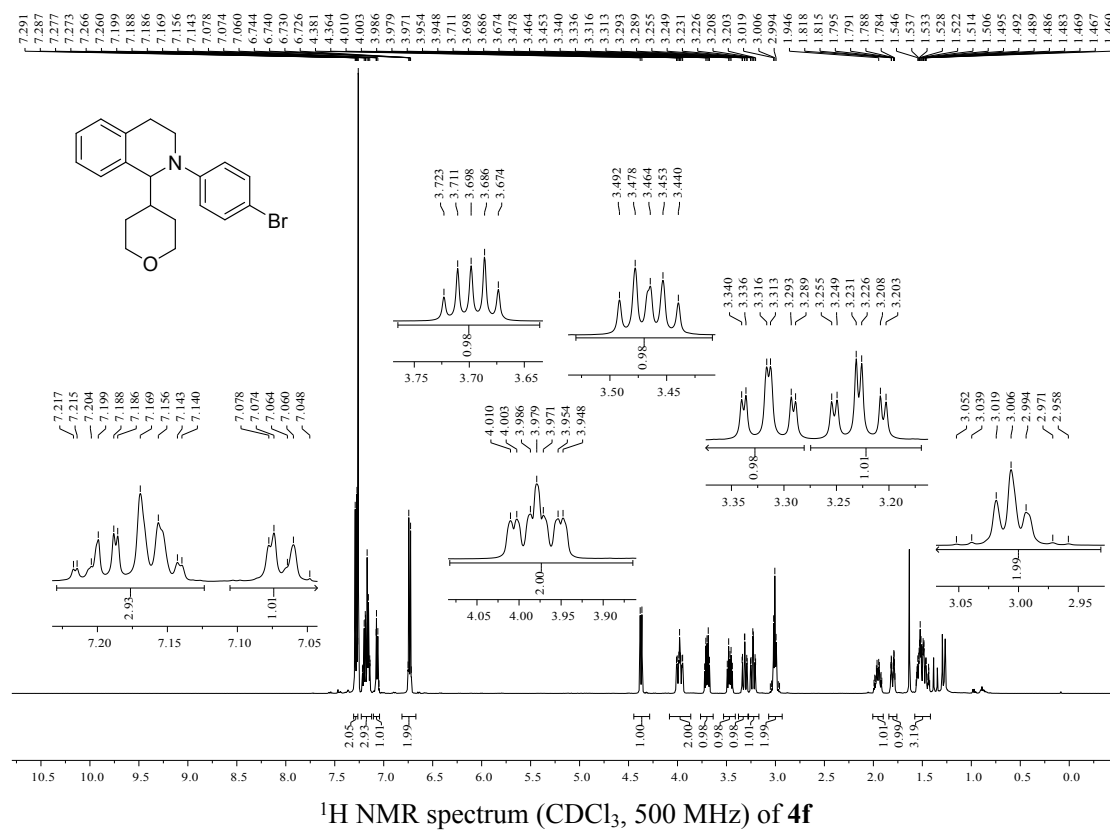 7.291 7.287 7.277 7.273 7.266 7.260 7.199 7.188 7.186 7.169 7.156 7.143 7.078 7.074 7.060 6.744 6.740 6.730 6.726 4.381 4.364 4.010 4.003 3.986 3.979 3.971 3.954 3.948 3.711 3.698 3.686 3.674 3.478 3.464 3.453 3.340 3.336 3.316 3.313 3.293 3.289 3.255 3.249 3.231 3.226 3.208 3.203 3.019 3.006 2.994 1.946 1.818 1.815 1.795 1.791 1.788 1.784 1.546 1.537 1.533 1.528 1.522 1.514 1.506 1.495 1.492 1.489 1.486 1.483 1.469 1.467 1.460
N
Br
O
3.723 3.711 3.698 3.686 3.674
0.98
3.75 3.70 3.65
3.492 3.478 3.464 3.453 3.440
0.98
3.50 3.45
3.340 3.336 3.316 3.313 3.293 3.289 3.255 3.249 3.231 3.226 3.208 3.203
0.98 1.01
3.35 3.30 3.25 3.20
7.217 7.215 7.204 7.199 7.188 7.186 7.169 7.156 7.143 7.140
7.078 7.074 7.064 7.060 7.048
2.93 1.01
7.20 7.15 7.10 7.05
4.010 4.003 3.986 3.979 3.971 3.954 3.948
2.00
4.05 4.00 3.95 3.90
3.052 3.039 3.019 3.006 2.994 2.971 2.958
1.99
3.05 3.00 2.95
2.05 2.93 1.01 1.99 1.00 2.00 0.98 0.98 0.98 1.01 1.99 1.01 0.99 3.19
10.5 10.0 9.5 9.0 8.5 8.0 7.5 7.0 6.5 6.0 5.5 5.0 4.5 4.0 3.5 3.0 2.5 2.0 1.5 1.0 0.5 0.0
¹H NMR spectrum (CDCl₃, 500 MHz) of 4f